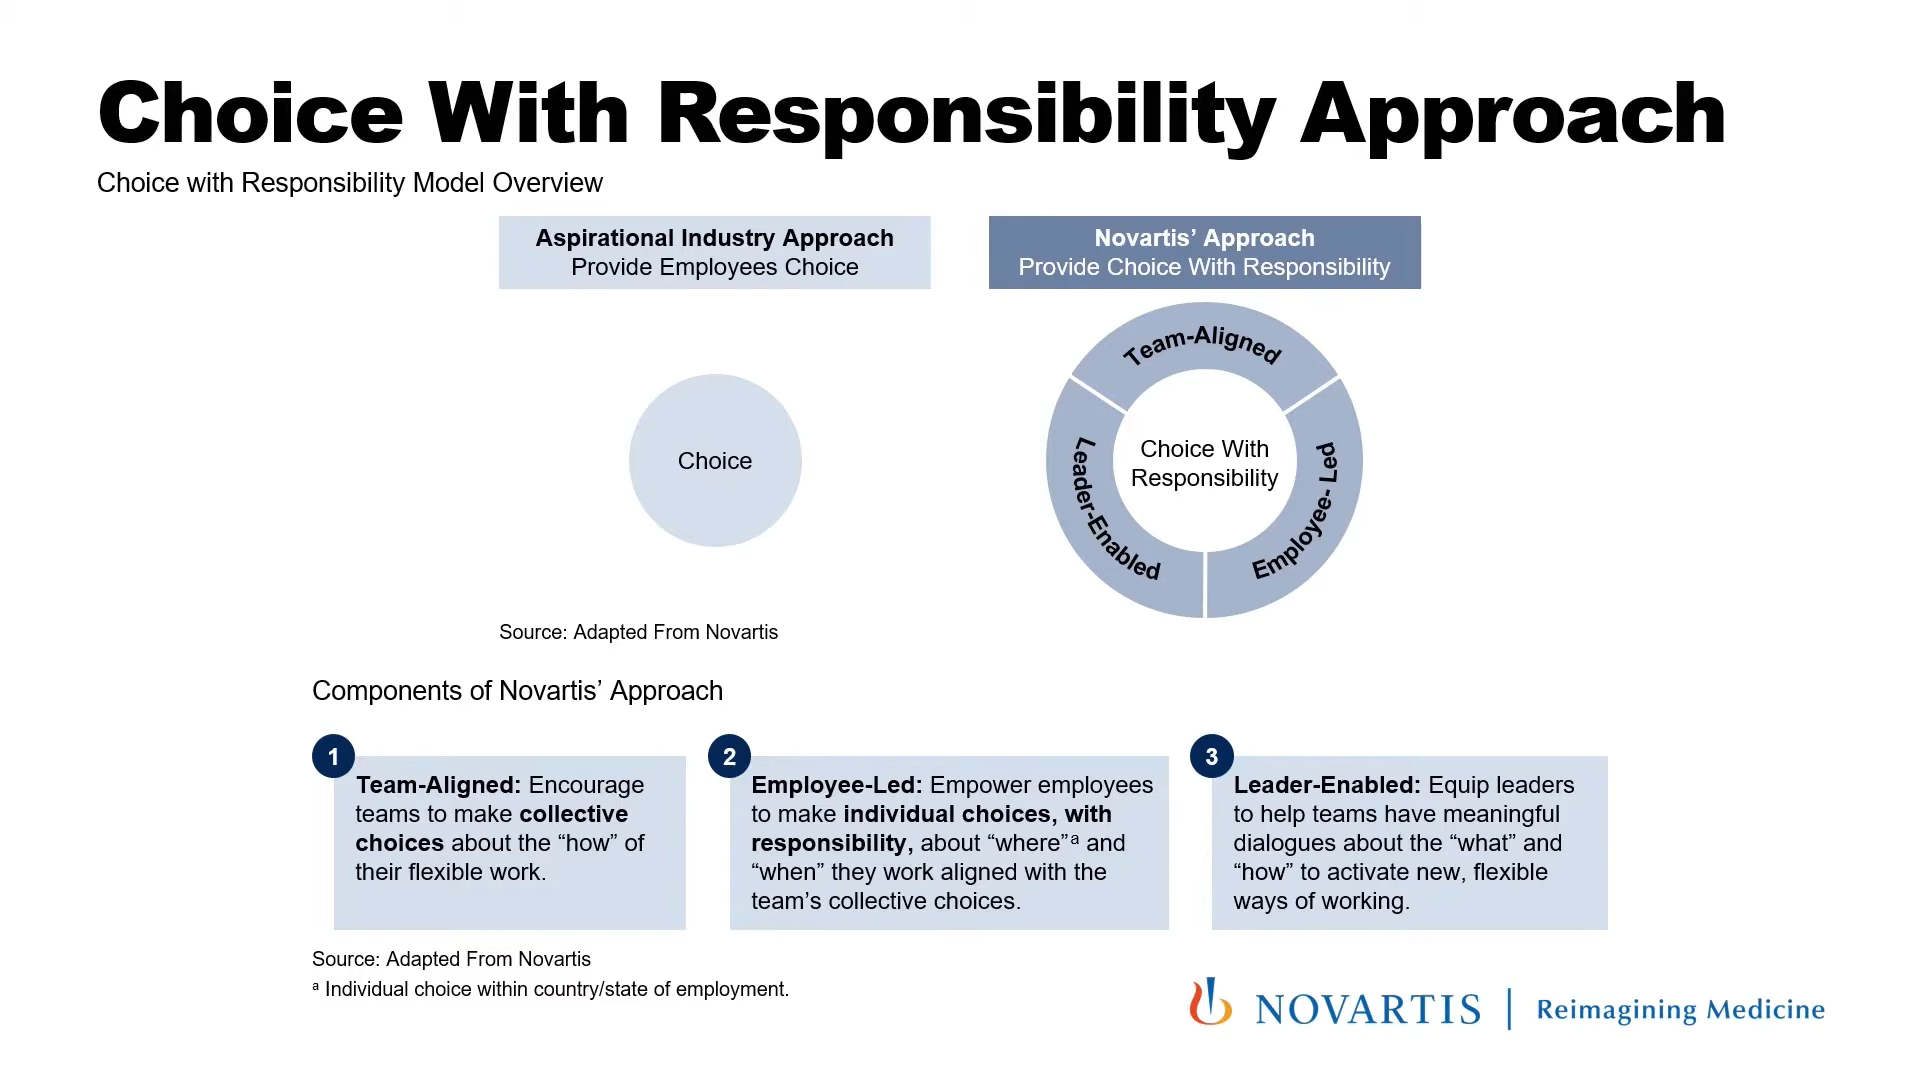 Choice With Responsibility Approach
Choice with Responsibility Model Overview
Aspirational Industry Approach
Provide Employees Choice
Novartis’ Approach
Provide Choice With Responsibility
Choice
Team-Aligned
Leader-Enabled
Employee- Led
Choice With
Responsibility
Source: Adapted From Novartis
Components of Novartis’ Approach
1
Team-Aligned: Encourage
teams to make collective
choices about the “how” of
their flexible work.
2
Employee-Led: Empower employees
to make individual choices, with
responsibility, about “where”ª and
“when” they work aligned with the
team’s collective choices.
3
Leader-Enabled: Equip leaders
to help teams have meaningful
dialogues about the “what” and
“how” to activate new, flexible
ways of working.
Source: Adapted From Novartis
ª Individual choice within country/state of employment.
NOVARTIS | Reimagining Medicine